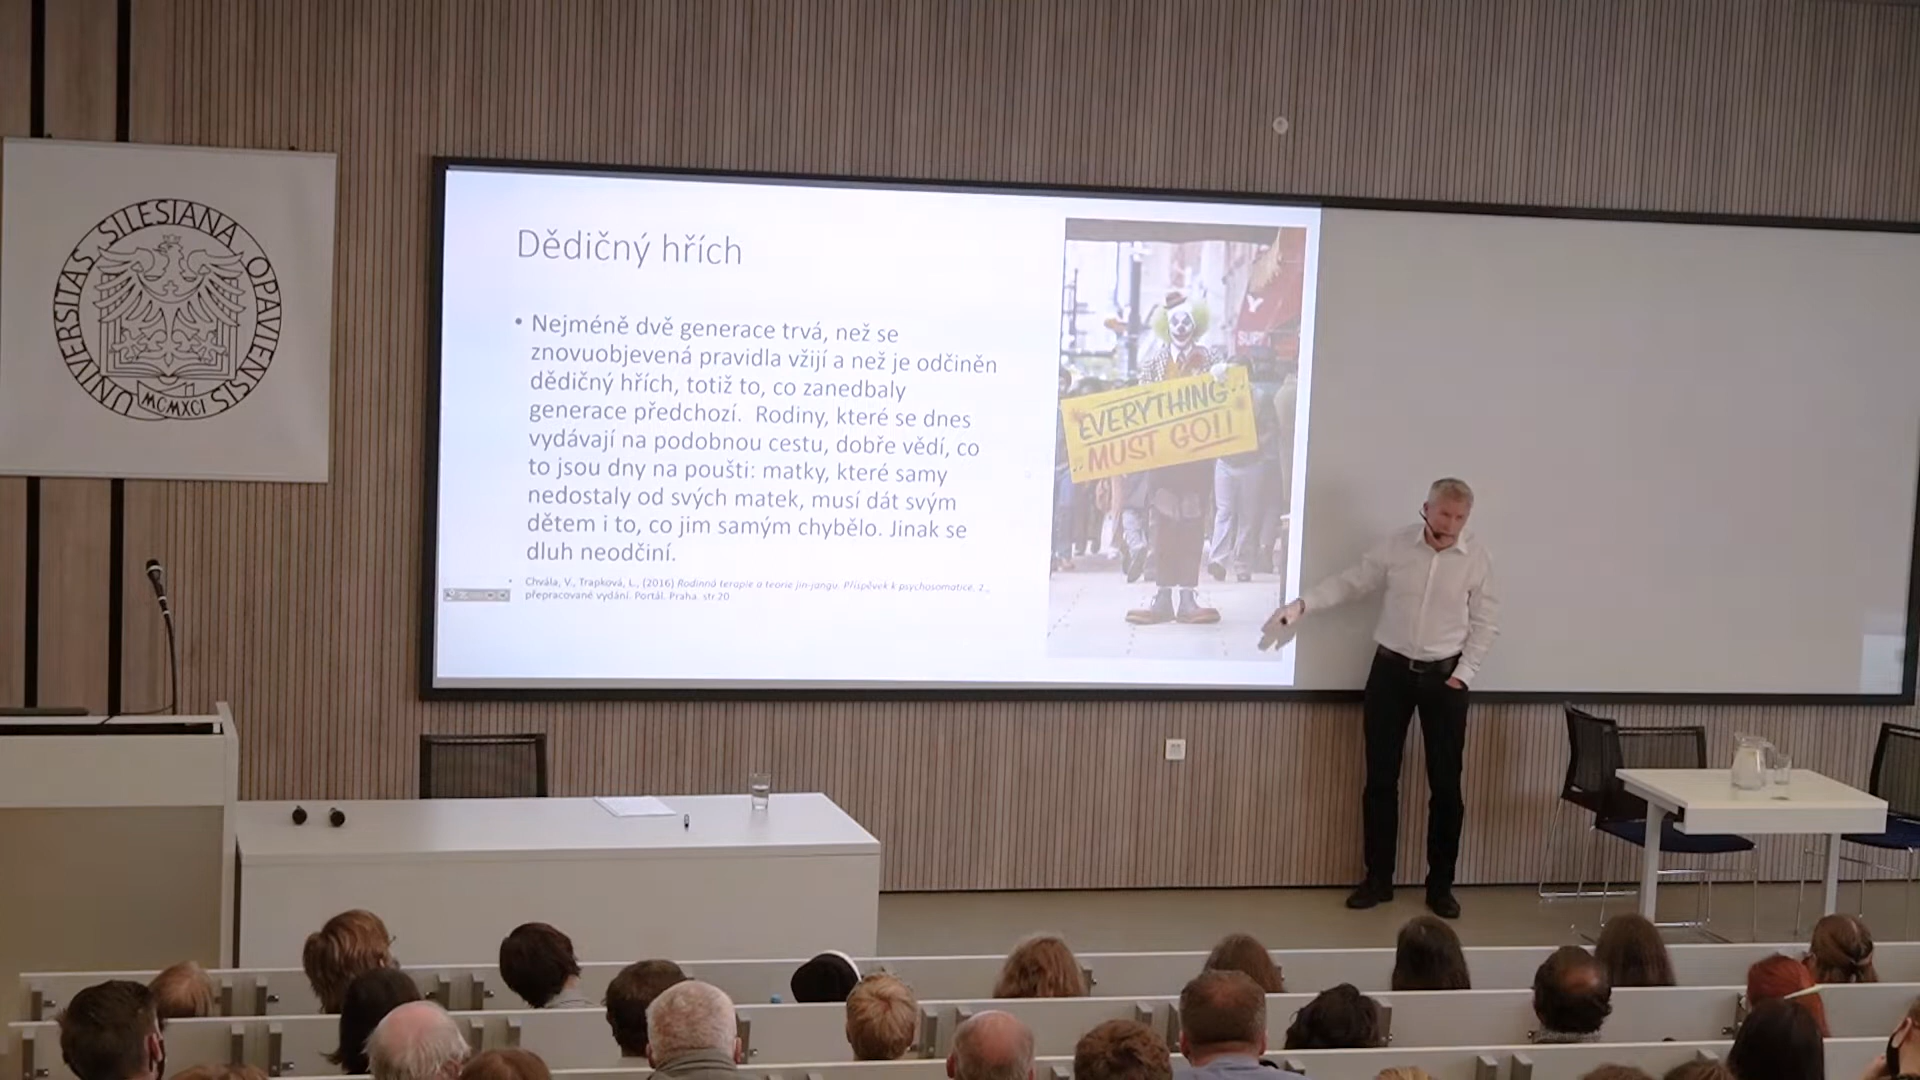 UNIVERSITAS SILESIANA OPAVIENSIS
MCMXCI
Dědičný hřích
• Nejméně dvě generace trvá, než se
znovuobjevená pravidla vžijí a než je odčiněn
dědičný hřích, totiž to, co zanedbaly
generace předchozí. Rodiny, které se dnes
vydávají na podobnou cestu, dobře vědí, co
to jsou dny na poušti: matky, které samy
nedostaly od svých matek, musí dát svým
dětem i to, co jim samým chybělo. Jinak se
dluh neodčiní.
• Chvála, V., Trapková, L., (2016) Rodinná terapie a teorie jin-jangu. Příspěvek k psychosomatice. 2.,
přepracované vydání. Portál. Praha. str.20
EVERYTHING
MUST GO!!